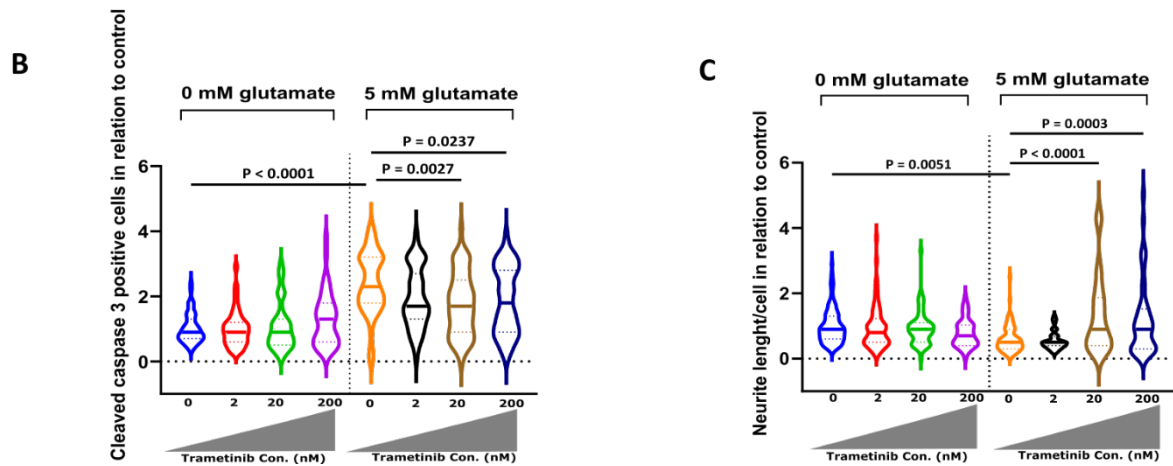 B
Cleaved caspase 3 positive cells in relation to control
0 mM glutamate
5 mM glutamate
P = 0.0237
P < 0.0001
P = 0.0027
6
4
2
0
0
2
20
200
0
2
20
200
Trametinib Con. (nM)
Trametinib Con. (nM)
C
Neurite lenght/cell in relation to control
0 mM glutamate
5 mM glutamate
P = 0.0003
P = 0.0051
P < 0.0001
6
4
2
0
0
2
20
200
0
2
20
200
Trametinib Con. (nM)
Trametinib Con. (nM)